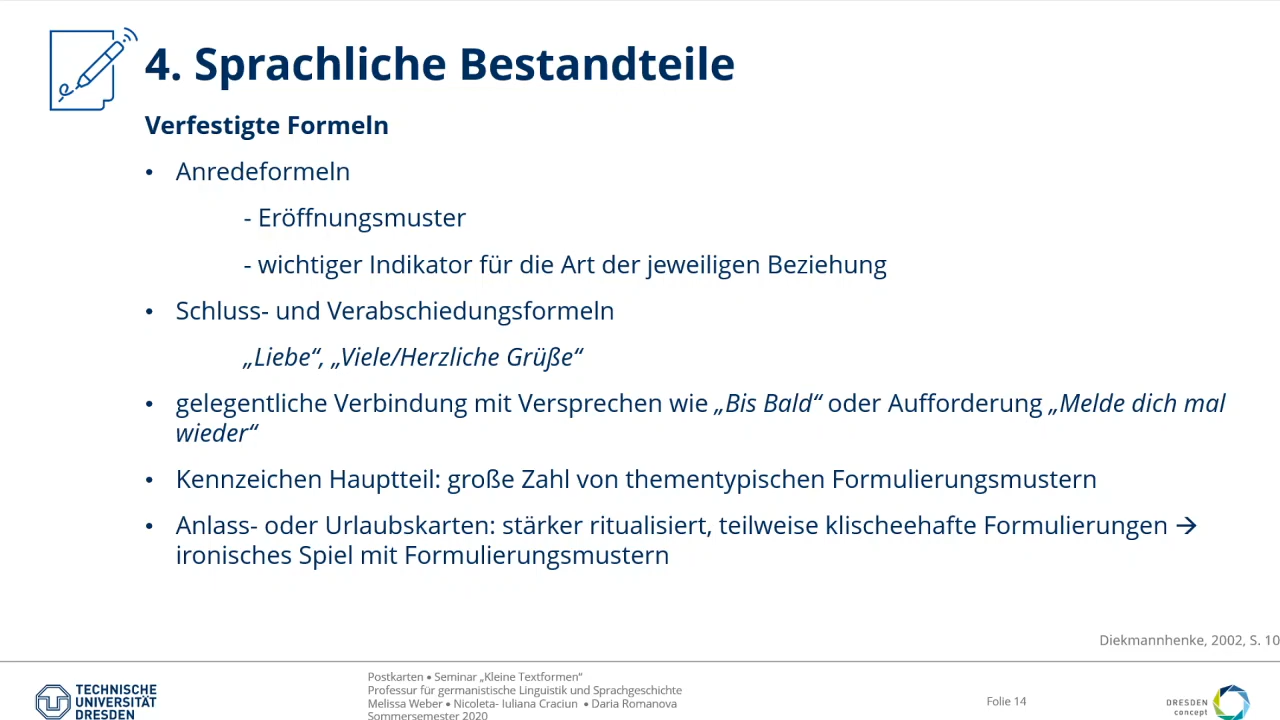 4. Sprachliche Bestandteile
Verfestigte Formeln
• Anredeformeln
- Eröffnungsmuster
- wichtiger Indikator für die Art der jeweiligen Beziehung
• Schluss- und Verabschiedungsformeln
„Liebe“, „Viele/Herzliche Grüße“
• gelegentliche Verbindung mit Versprechen wie „Bis Bald“ oder Aufforderung „Melde dich mal
wieder“
• Kennzeichen Hauptteil: große Zahl von thementypischen Formulierungsmustern
• Anlass- oder Urlaubskarten: stärker ritualisiert, teilweise klischeehafte Formulierungen →
ironisches Spiel mit Formulierungsmustern
Diekmannhenke, 2002, S. 10
TECHNISCHE
UNIVERSITÄT
DRESDEN
Postkarten • Seminar „Kleine Textformen“
Professur für germanistische Linguistik und Sprachgeschichte
Melissa Weber • Nicoleta- Iuliana Craciun • Daria Romanova
Sommersemester 2020
Folie 14
DRESDEN
concept